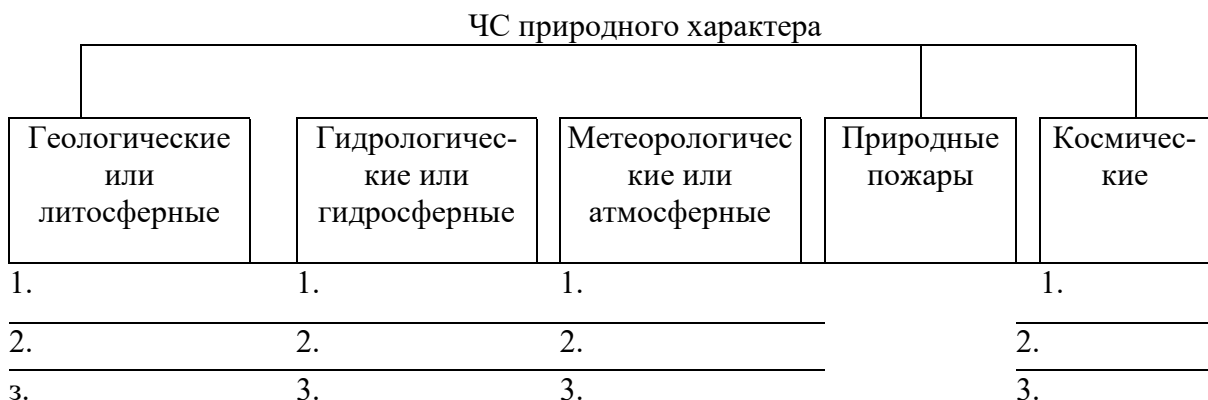 ЧС природного характера
Геологические
или
литосферные
Гидрологичес-
кие или
гидросферные
Метеорологичес
кие или
атмосферные
Природные
пожары
Космичес-
кие
1. 1. 1. 1.
2. 2. 2. 2.
з. 3. 3. 3.